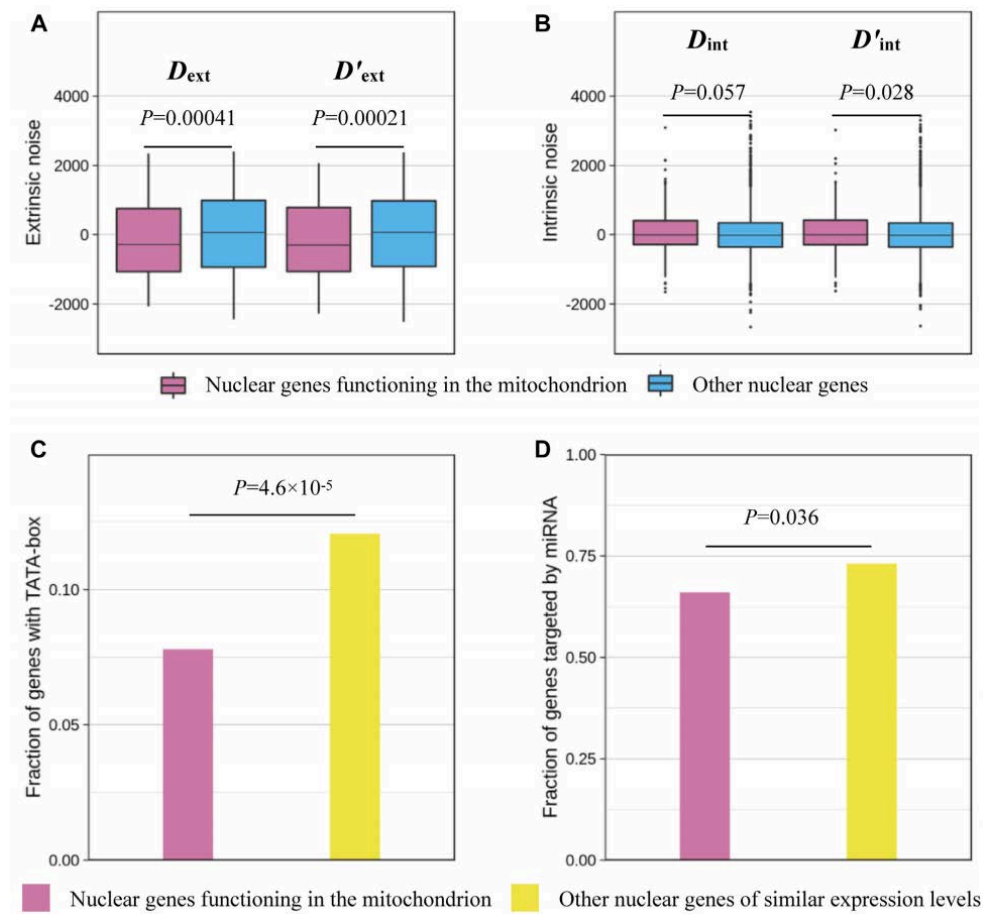 A
Dext
D'ext
P=0.00041
P=0.00021
4000
2000
0
-2000
Extrinsic noise
B
Dint
D'int
P=0.057
P=0.028
4000
2000
0
-2000
Intrinsic noise
Nuclear genes functioning in the mitochondrion
Other nuclear genes
C
P=4.6×10-5
0.10
0.05
0.00
Fraction of genes with TATA-box
D
P=0.036
1.00
0.75
0.50
0.25
0.00
Fraction of genes targeted by miRNA
Nuclear genes functioning in the mitochondrion
Other nuclear genes of similar expression levels